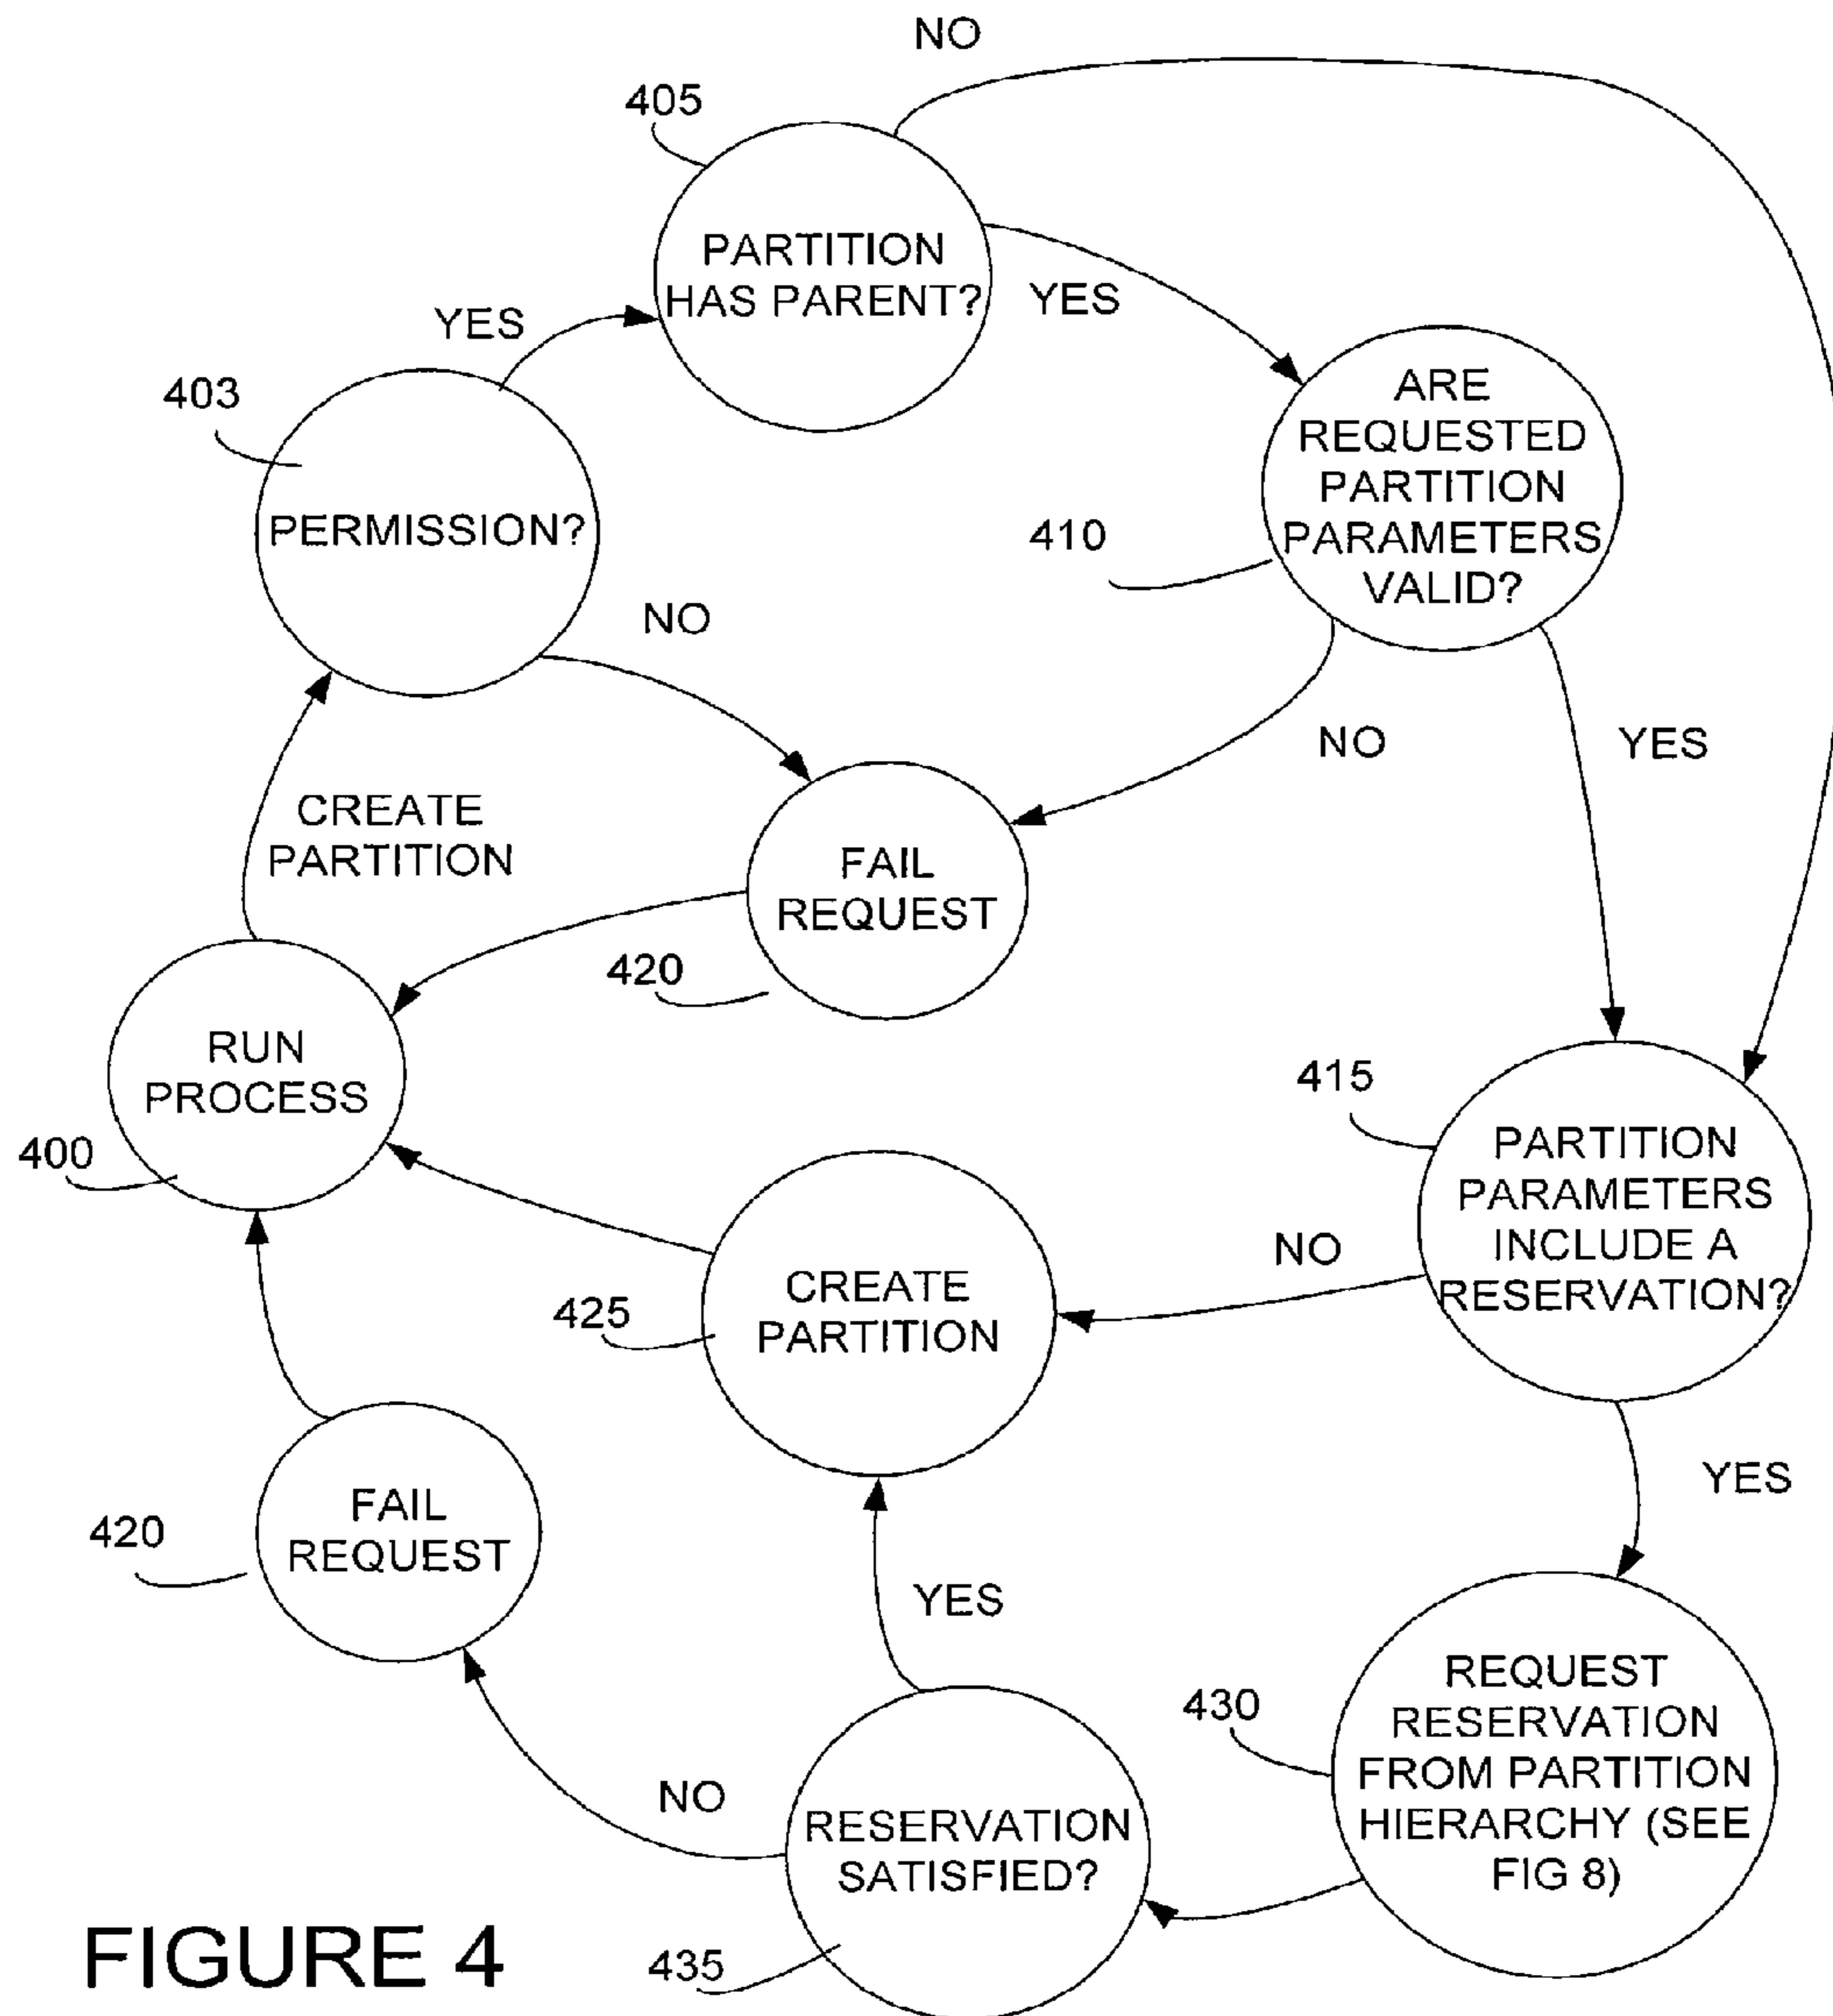 NO
405
PARTITION
HAS PARENT?
YES
YES
403
ARE
REQUESTED
PARTITION
PARAMETERS
VALID?
PERMISSION?
410
NO
NO
YES
CREATE
PARTITION
FAIL
REQUEST
420
RUN
PROCESS
400
415
PARTITION
PARAMETERS
INCLUDE A
RESERVATION?
NO
CREATE
PARTITION
425
YES
FAIL
REQUEST
420
YES
REQUEST
RESERVATION
FROM PARTITION
HIERARCHY (SEE
FIG 8)
430
NO
RESERVATION
SATISFIED?
435
FIGURE 4